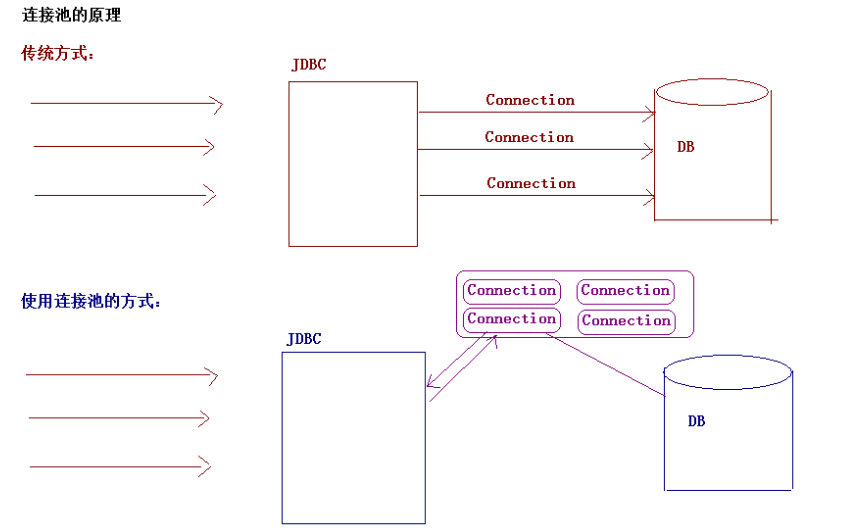 连接池的原理
传统方式:
JDBC
Connection
Connection
DB
Connection
使用连接池的方式:
Connection Connection
Connection Connection
JDBC
DB